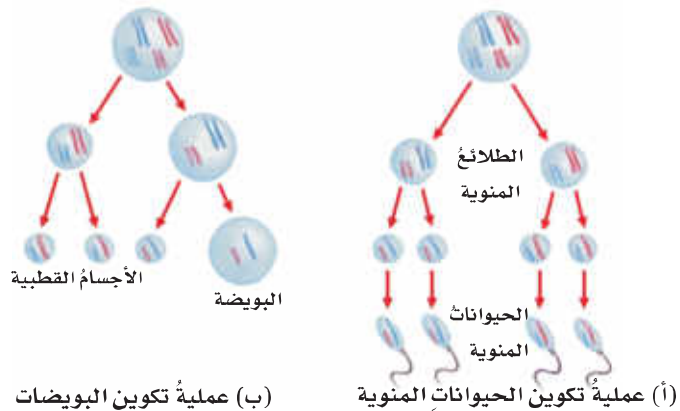 الطلائعُ
المنوية
الحيواناتُ
المنوية
(أ) عمليةُ تكوينِ الحيواناتِ المنوية
الأجسامُ القطبية
البويضة
(ب) عمليةُ تكوين البويضات